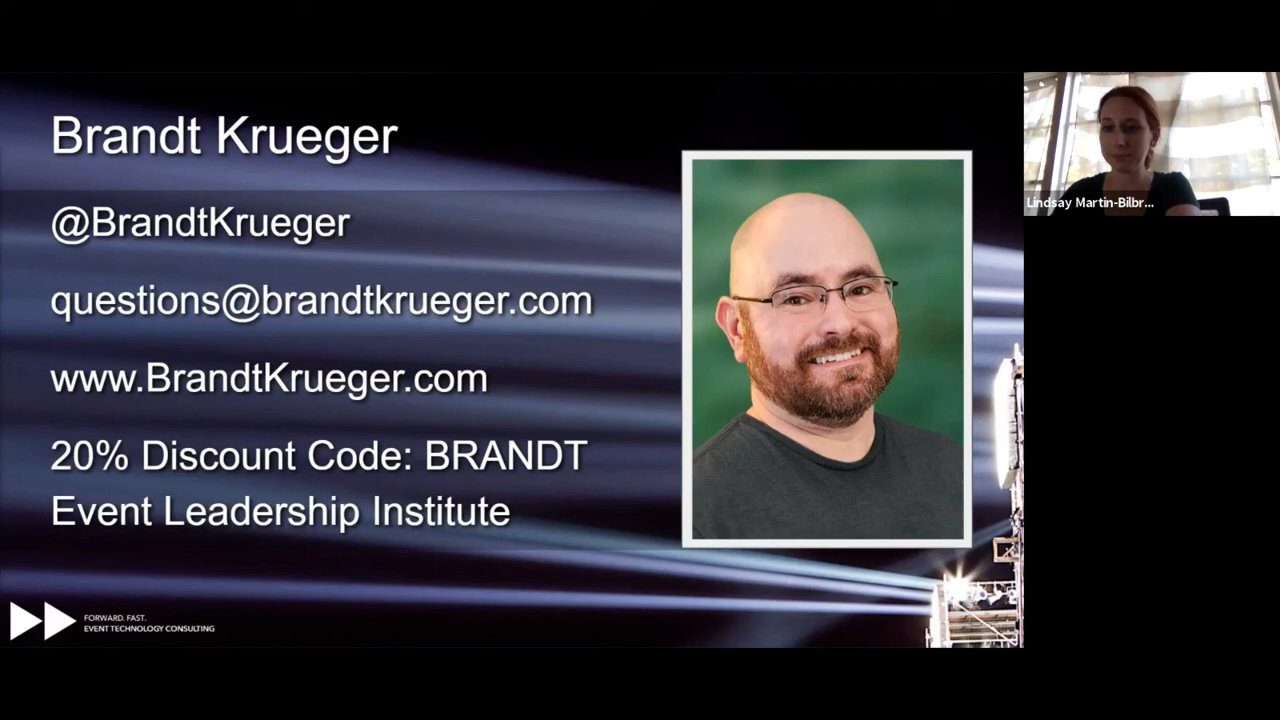 Brandt Krueger
@BrandtKrueger
questions@brandtkrueger.com
www.BrandtKrueger.com
20% Discount Code: BRANDT
Event Leadership Institute
FORWARD. FAST.
EVENT TECHNOLOGY CONSULTING
Lindsay Martin-Bilbr...